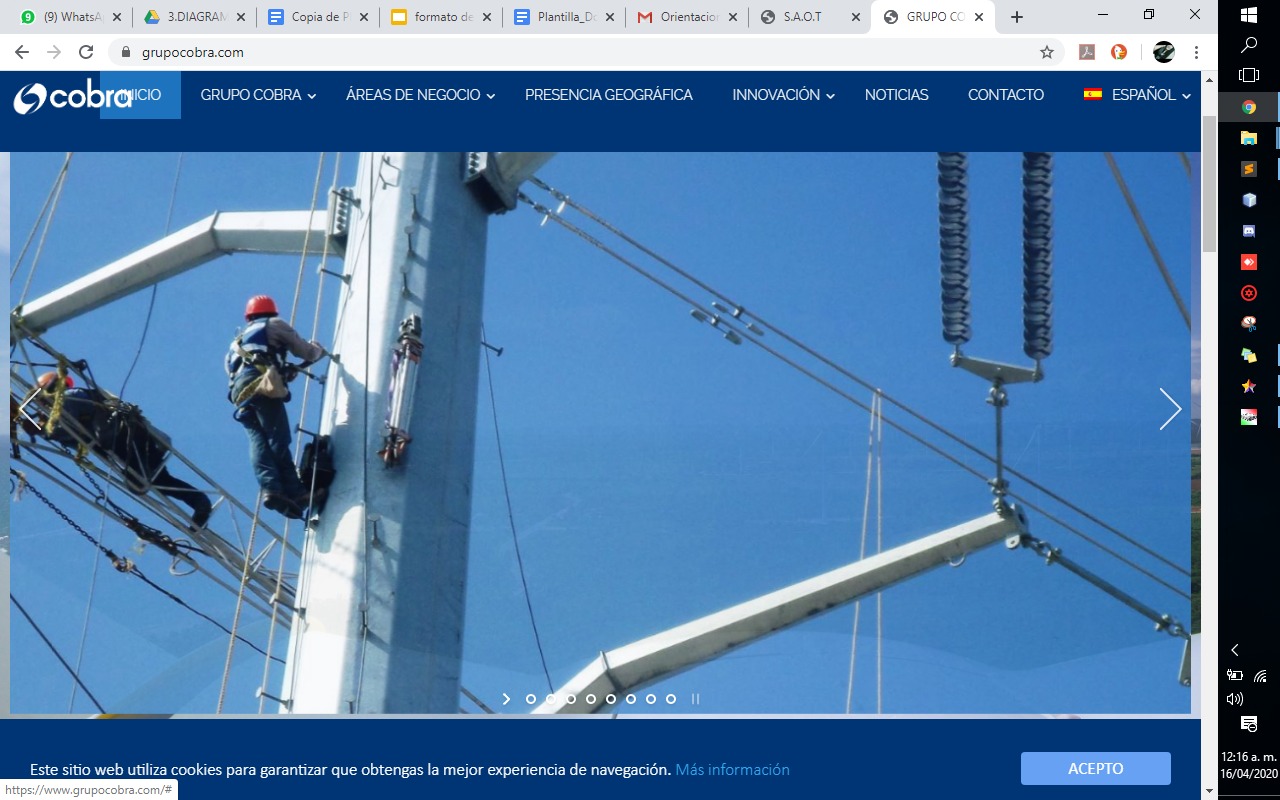 (9) WhatsA
3.DIAGRAM
Copia de P
formato de
Plantilla_Do
Orientacion
S.A.O.T
GRUPO CO
grupocobra.com
cobra
INICIO
GRUPO COBRA
ÁREAS DE NEGOCIO
PRESENCIA GEOGRÁFICA
INNOVACIÓN
NOTICIAS
CONTACTO
ESPAÑOL
Este sitio web utiliza cookies para garantizar que obtengas la mejor experiencia de navegación. Más información
ACEPTO
https://www.grupocobra.com/#
12:16 a. m.
16/04/2020